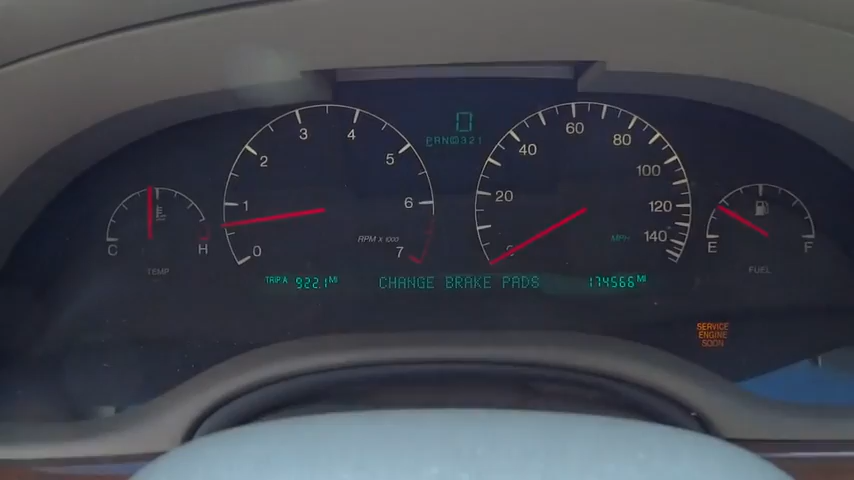 0
PRND321
3
4
2
5
1
6
0
7
RPM x 1000
60
40
80
100
20
120
140
MPH
C
H
TEMP
E
F
FUEL
TRIP A 922.1 MI
CHANGE BRAKE PADS
174566 MI
SERVICE
ENGINE
SOON